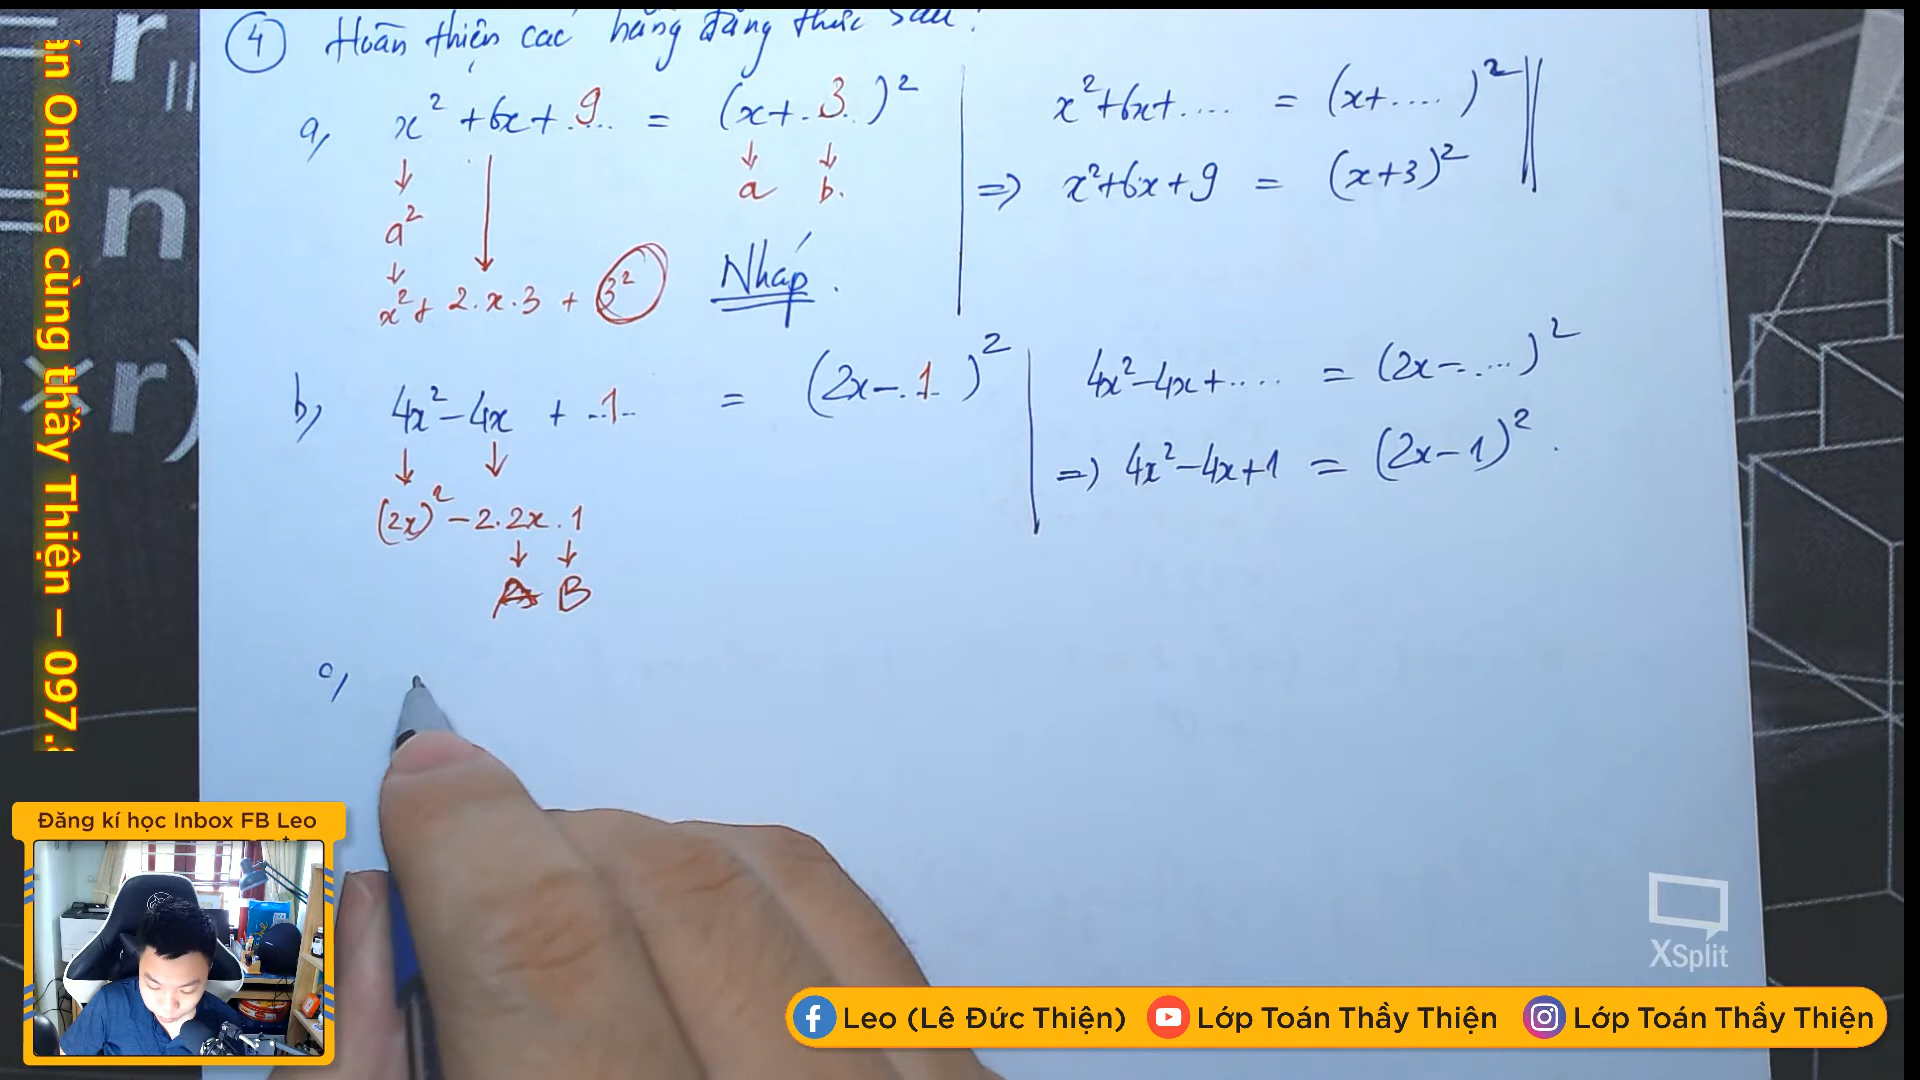 ④ Hoàn thiện các hằng đẳng thức sau:
a, x² + 6x + ..9.. = (x + ..3..)²
a b.
a²
x² + 2.x.3 + 3² Nháp.
x² + 6x + .... = (x + ....)²
=> x² + 6x + 9 = (x + 3)²
b, 4x² - 4x + ..1.. = (2x - ..1)²
(2x)² - 2.2x.1
A B
4x² - 4x + .... = (2x - ....)²
=> 4x² - 4x + 1 = (2x - 1)².
c,
= r
= n
×r)
Online cùng thầy Thiện – 097.
Đăng kí học Inbox FB Leo
XSplit
Leo (Lê Đức Thiện) Lớp Toán Thầy Thiện Lớp Toán Thầy Thiện